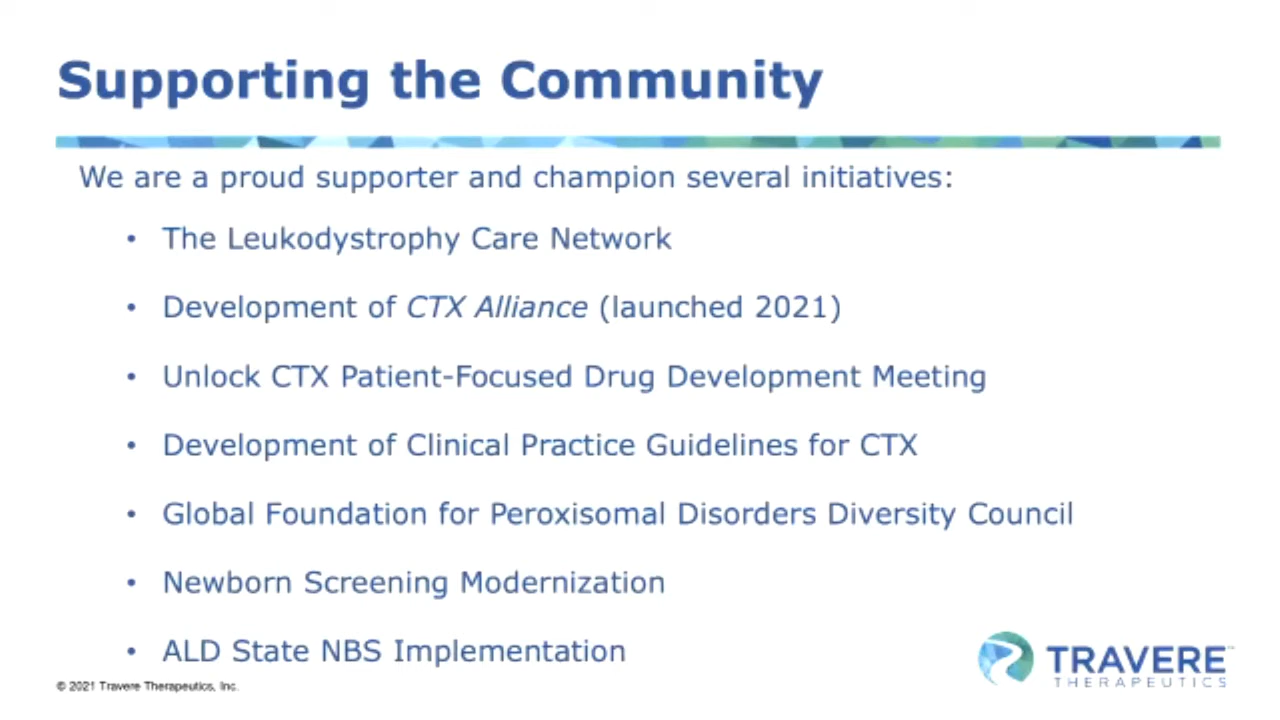 Supporting the Community
We are a proud supporter and champion several initiatives:
• The Leukodystrophy Care Network
• Development of CTX Alliance (launched 2021)
• Unlock CTX Patient-Focused Drug Development Meeting
• Development of Clinical Practice Guidelines for CTX
• Global Foundation for Peroxisomal Disorders Diversity Council
• Newborn Screening Modernization
• ALD State NBS Implementation
© 2021 Travere Therapeutics, Inc.
TRAVERE™
THERAPEUTICS